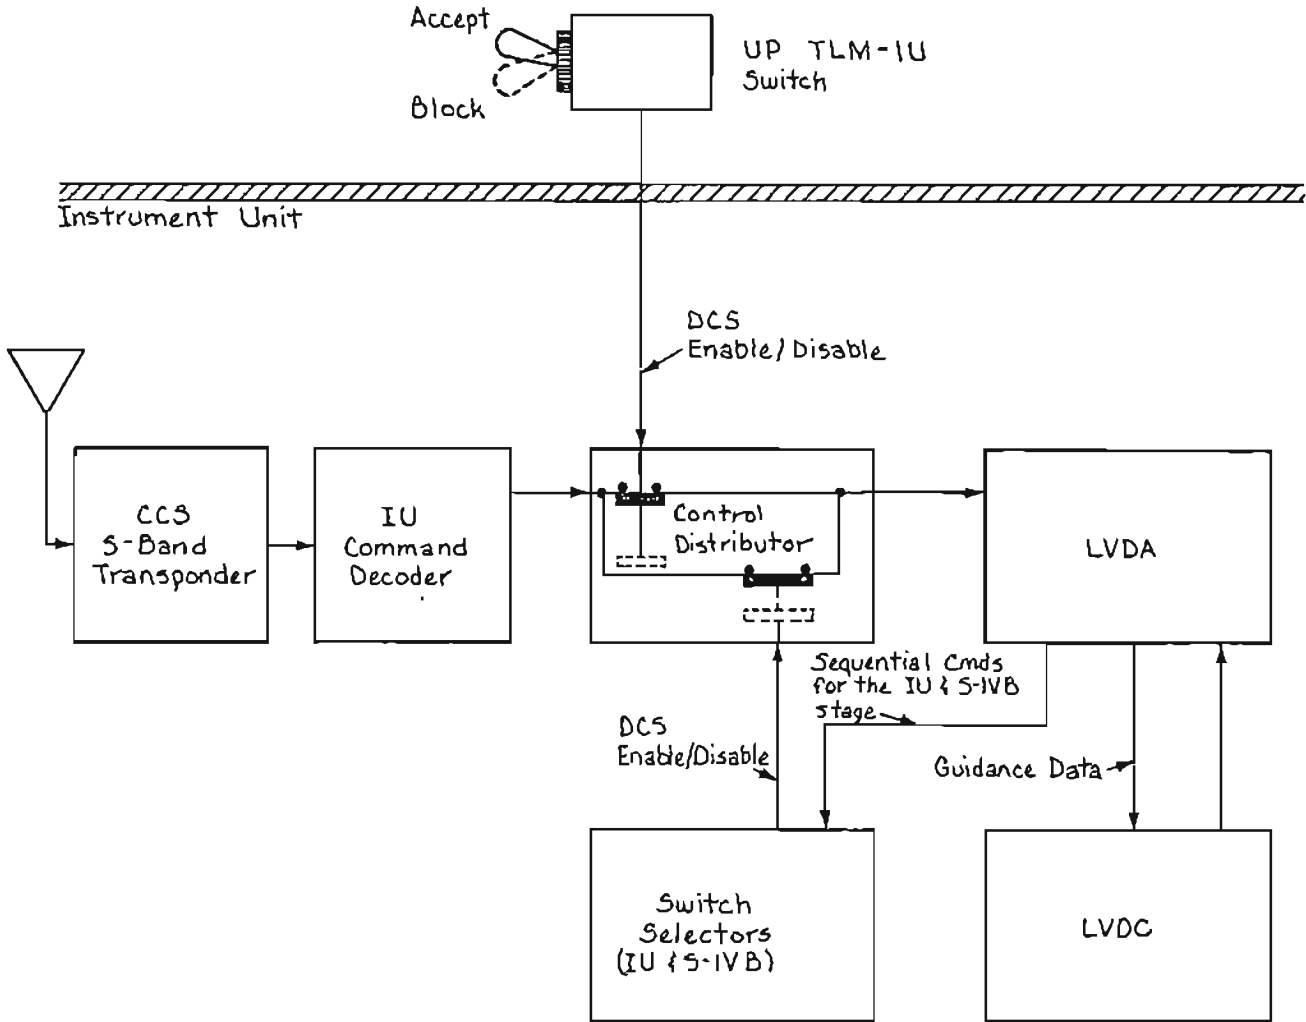 Accept
UP TLM-IU
Switch
Block
Instrument Unit
DCS
Enable/Disable
CCS
S-Band
Transponder
IU
Command
Decoder
Control
Distributor
LVDA
Sequential Cmds
for the IU & S-IVB
stage
DCS
Enable/Disable
Guidance Data
Switch
Selectors
(IU & S-IVB)
LVDC